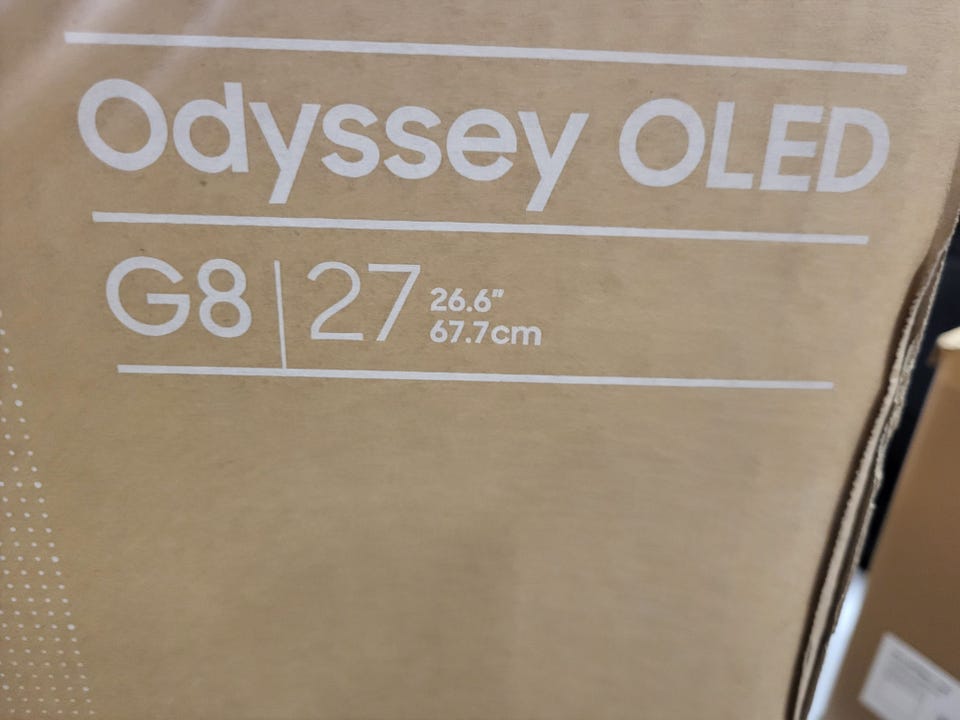 Odyssey OLED
G8 | 27 26.6"
67.7cm